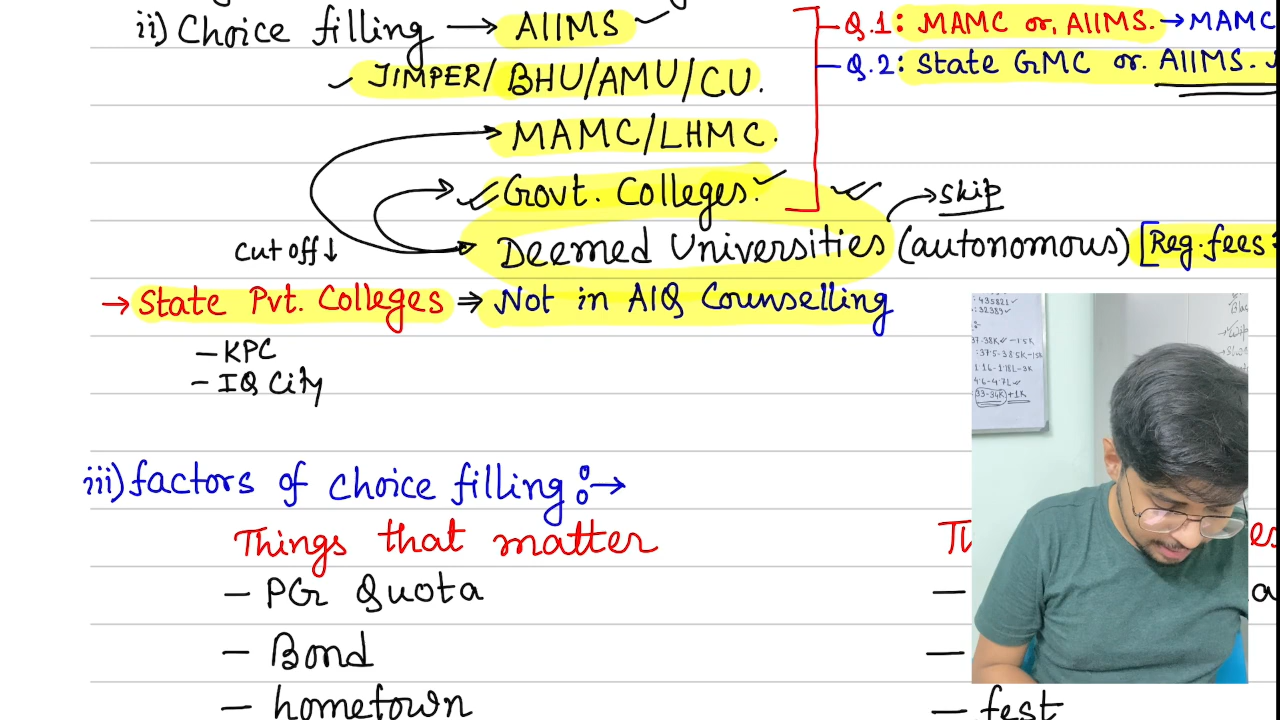 ii) Choice filling → AIIMS
Q.1: MAMC or, AIIMS. → MAMC
JIMPER/BHU/AMU/CU.
Q.2: State GMC or. AIIMS.
MAMC/LHMC.
Govt. Colleges.
→ Skip
Deemed Universities (autonomous) [Reg.fees
Cut off ↓
→ State Pvt. Colleges ⇒ Not in AIQ Counselling
- KPC
- IQ City
iii) factors of choice filling :→
Things that matter
- PG Quota
- Bond
- hometown
- fest